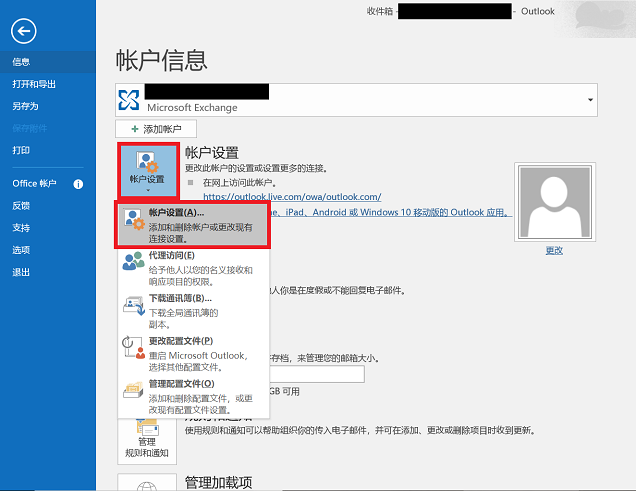 收件箱 - - Outlook
信息
打开和导出
另存为
保存附件
打印
Office 帐户
反馈
支持
选项
退出
帐户信息
Microsoft Exchange
添加帐户
帐户设置
帐户设置
更改此帐户的设置或设置更多的连接。
在网上访问此帐户。
https://outlook.live.com/owa/outlook.com/
iPad、Android 或 Windows 10 移动版的 Outlook 应用。
更改
帐户设置(A)...
添加和删除帐户或更改现有
连接设置。
代理访问(E)
给予他人以您的名义接收和
响应项目的权限。
人你是在度假或不能回复电子邮件。
下载通讯簿(B)...
下载全局通讯簿的
副本。
更改配置文件(P)
重启 Microsoft Outlook,
选择其他配置文件。
存档，来管理您的邮箱大小。
管理配置文件(O)
添加和删除配置文件，或更
改现有配置文件设置。
GB 可用
管理
规则和通知
使用规则和通知可以帮助组织你的传入电子邮件，并可在添加、更改或删除项目时收到更新。
管理加载项